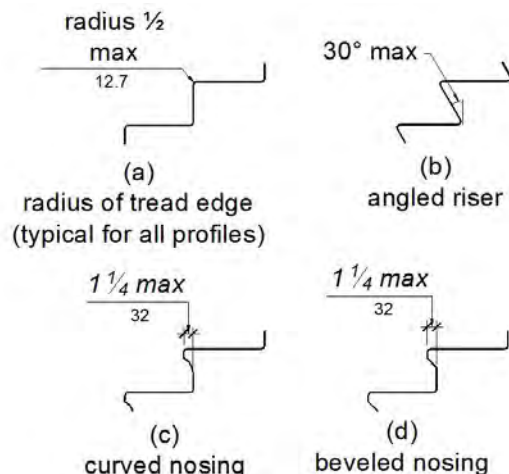 radius ½
max
12.7
(a)
radius of tread edge
(typical for all profiles)
30° max
(b)
angled riser
1 1/4 max
32
(c)
curved nosing
1 1/4 max
32
(d)
beveled nosing